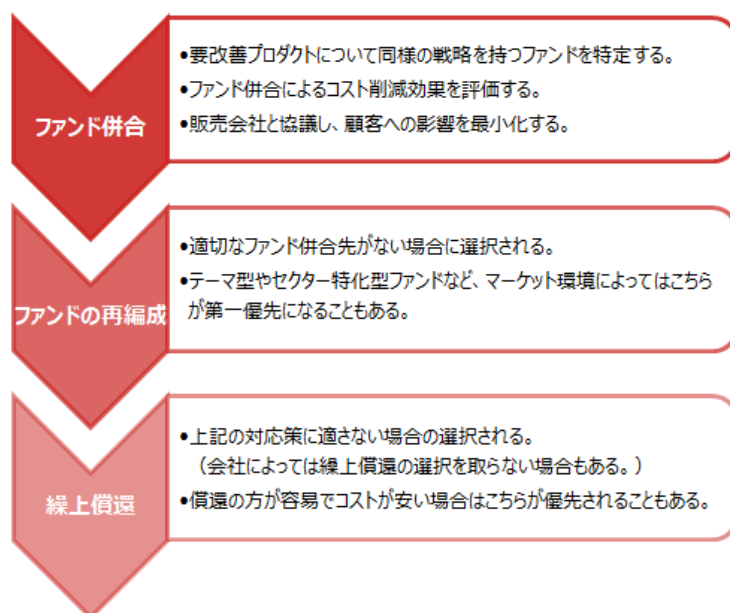 ファンド併合
•要改善プロダクトについて同様の戦略を持つファンドを特定する。
•ファンド併合によるコスト削減効果を評価する。
•販売会社と協議し、顧客への影響を最小化する。
ファンドの再編成
•適切なファンド併合先がない場合に選択される。
•テーマ型やセクター特化型ファンドなど、マーケット環境によってはこちら
が第一優先になることもある。
繰上償還
•上記の対応策に適さない場合の選択される。
（会社によっては繰上償還の選択を取らない場合もある。）
•償還の方が容易でコストが安い場合はこちらが優先されることもある。